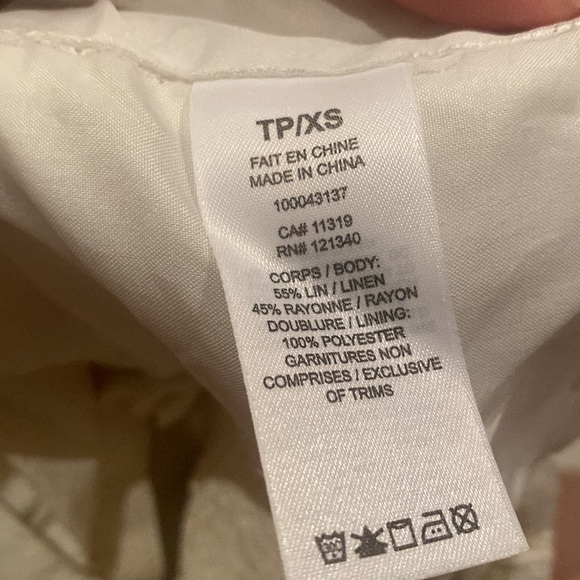 TP/XS
FAIT EN CHINE
MADE IN CHINA
100043137
CA# 11319
RN# 121340
CORPS / BODY:
55% LIN / LINEN
45% RAYONNE / RAYON
DOUBLURE / LINING:
100% POLYESTER
GARNITURES NON
COMPRISES / EXCLUSIVE
OF TRIMS